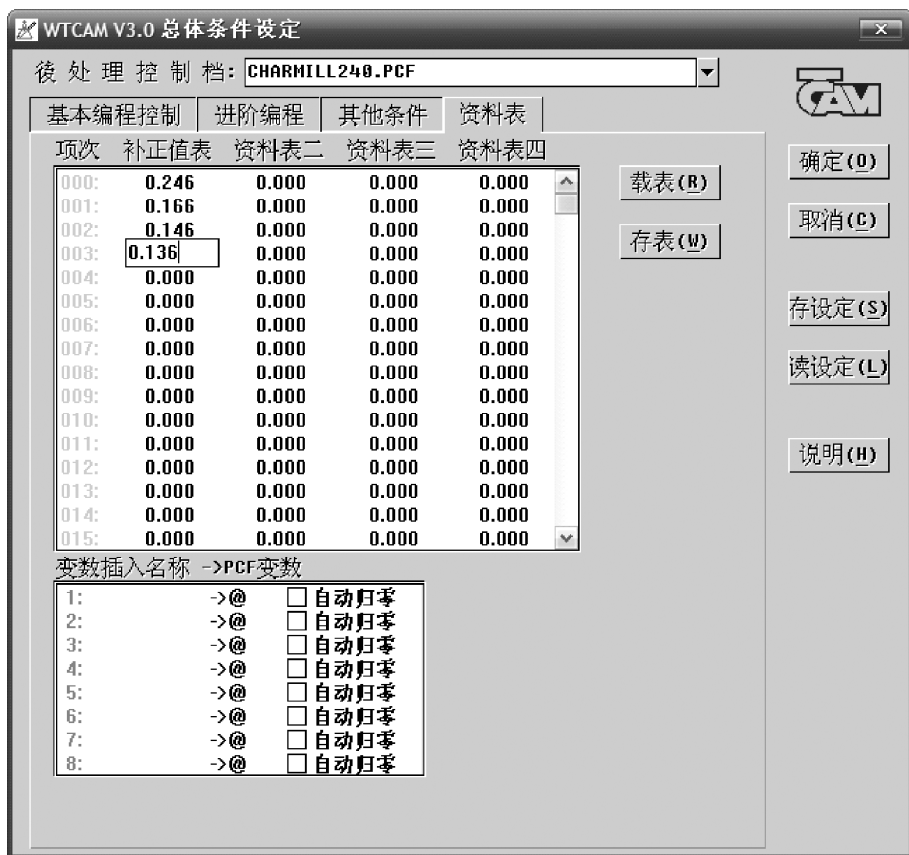 WTCAM V3.0 总体条件设定
後 处 理 控 制 档: CHARMILL240.PCF
基本编程控制 进阶编程 其他条件 资料表
项次 补正值表 资料表二 资料表三 资料表四
000: 0.246 0.000 0.000 0.000
001: 0.166 0.000 0.000 0.000
002: 0.146 0.000 0.000 0.000
003: 0.136 0.000 0.000 0.000
004: 0.000 0.000 0.000 0.000
005: 0.000 0.000 0.000 0.000
006: 0.000 0.000 0.000 0.000
007: 0.000 0.000 0.000 0.000
008: 0.000 0.000 0.000 0.000
009: 0.000 0.000 0.000 0.000
010: 0.000 0.000 0.000 0.000
011: 0.000 0.000 0.000 0.000
012: 0.000 0.000 0.000 0.000
013: 0.000 0.000 0.000 0.000
014: 0.000 0.000 0.000 0.000
015: 0.000 0.000 0.000 0.000
载表(R)
存表(W)
变数插入名称 ->PCF变数
1: ->@ 自动归零
2: ->@ 自动归零
3: ->@ 自动归零
4: ->@ 自动归零
5: ->@ 自动归零
6: ->@ 自动归零
7: ->@ 自动归零
8: ->@ 自动归零
CAM
确定(O)
取消(C)
存设定(S)
读设定(L)
说明(H)